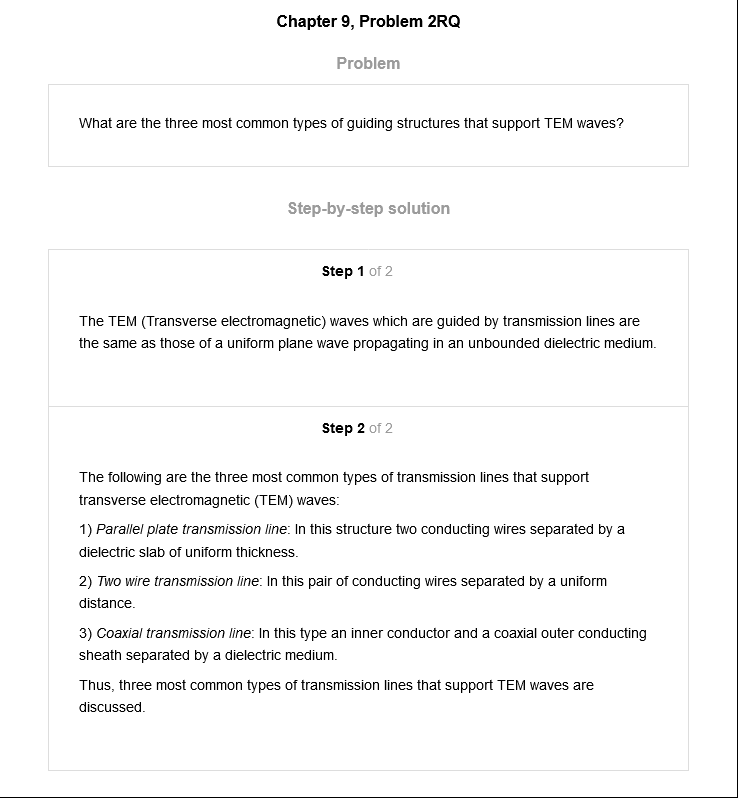 Chapter 9, Problem 2RQ
Problem
What are the three most common types of guiding structures that support TEM waves?
Step-by-step solution
Step 1 of 2
The TEM (Transverse electromagnetic) waves which are guided by transmission lines are
the same as those of a uniform plane wave propagating in an unbounded dielectric medium.
Step 2 of 2
The following are the three most common types of transmission lines that support
transverse electromagnetic (TEM) waves:
1) Parallel plate transmission line: In this structure two conducting wires separated by a
dielectric slab of uniform thickness.
2) Two wire transmission line: In this pair of conducting wires separated by a uniform
distance.
3) Coaxial transmission line: In this type an inner conductor and a coaxial outer conducting
sheath separated by a dielectric medium.
Thus, three most common types of transmission lines that support TEM waves are
discussed.